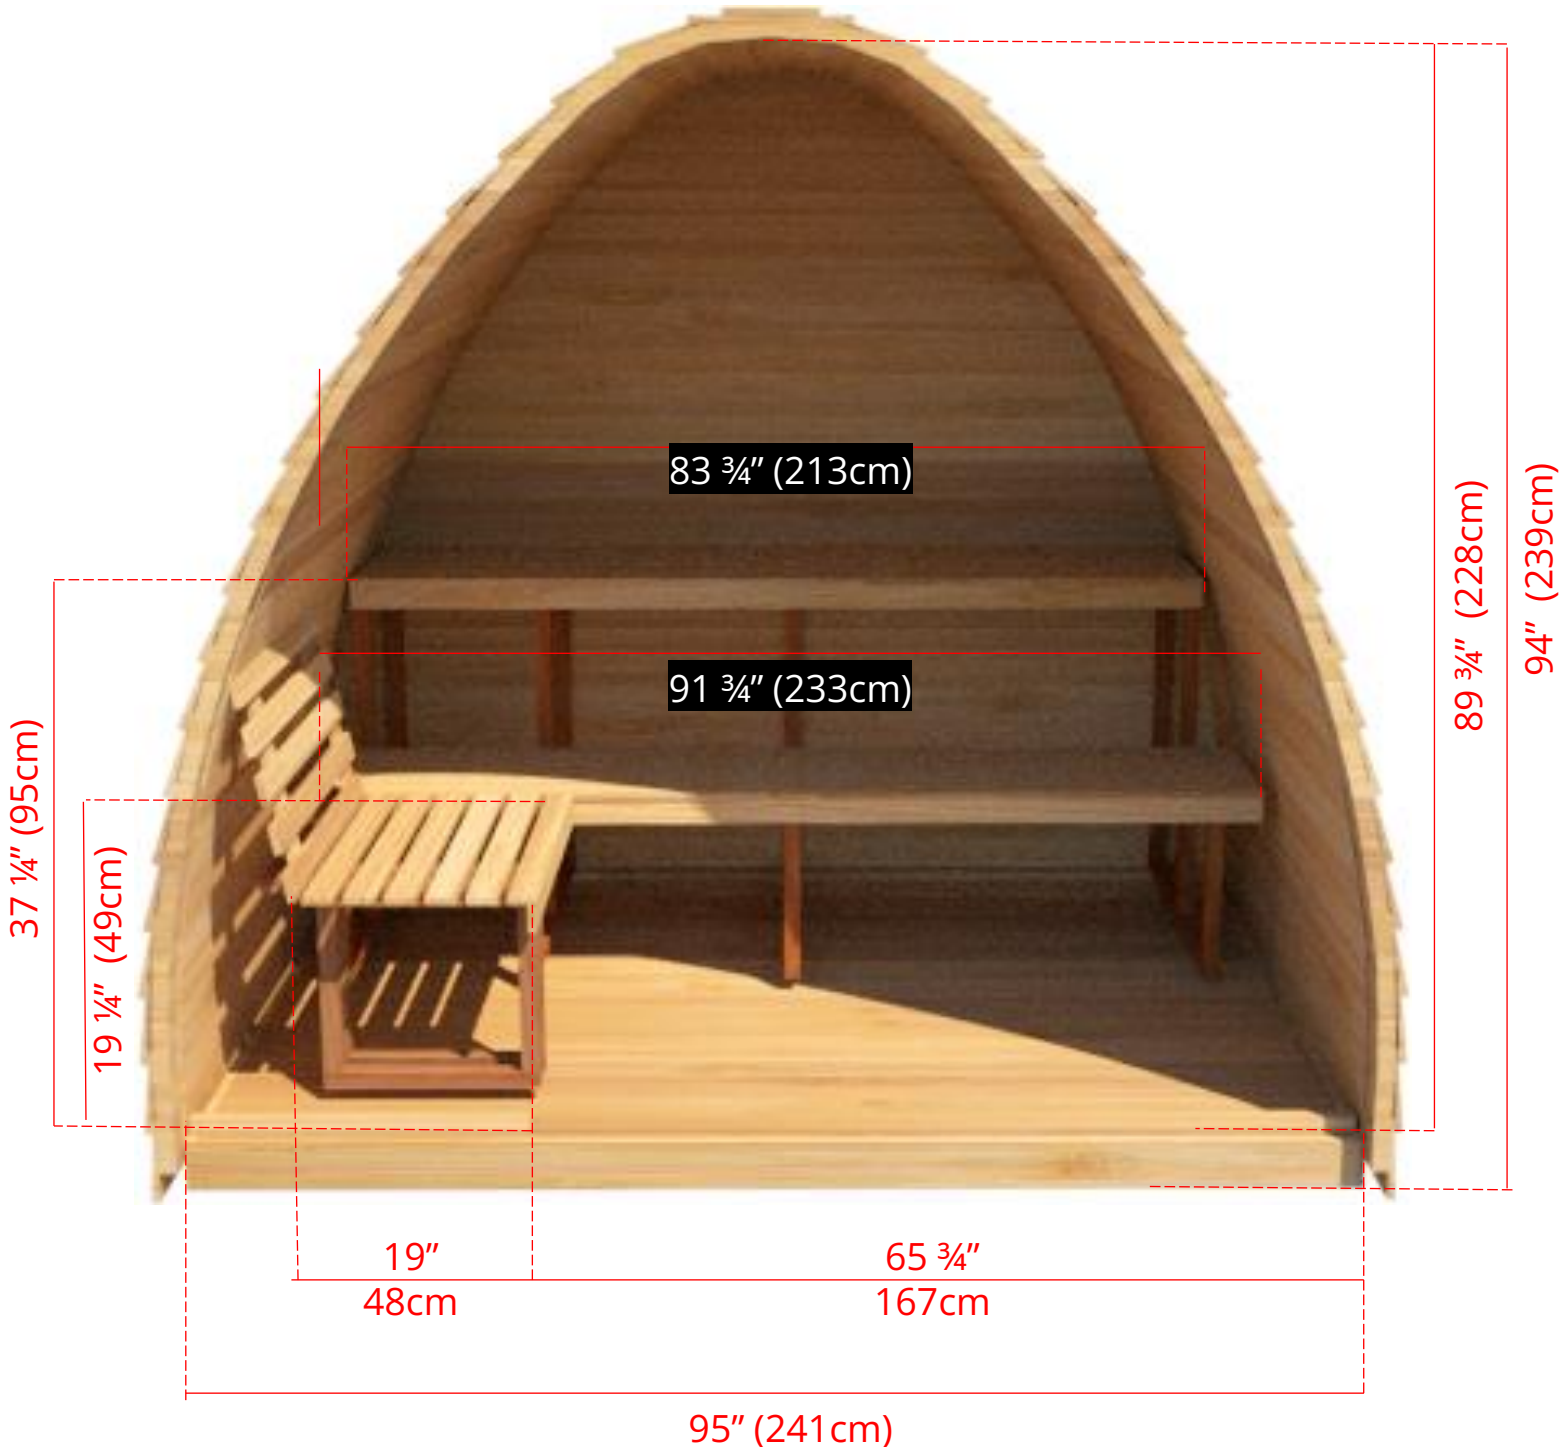 83 ¾” (213cm)
91 ¾” (233cm)
37 ¼” (95cm)
19 ¼” (49cm)
89 ¾” (228cm)
94” (239cm)
19”
48cm
65 ¾”
167cm
95” (241cm)